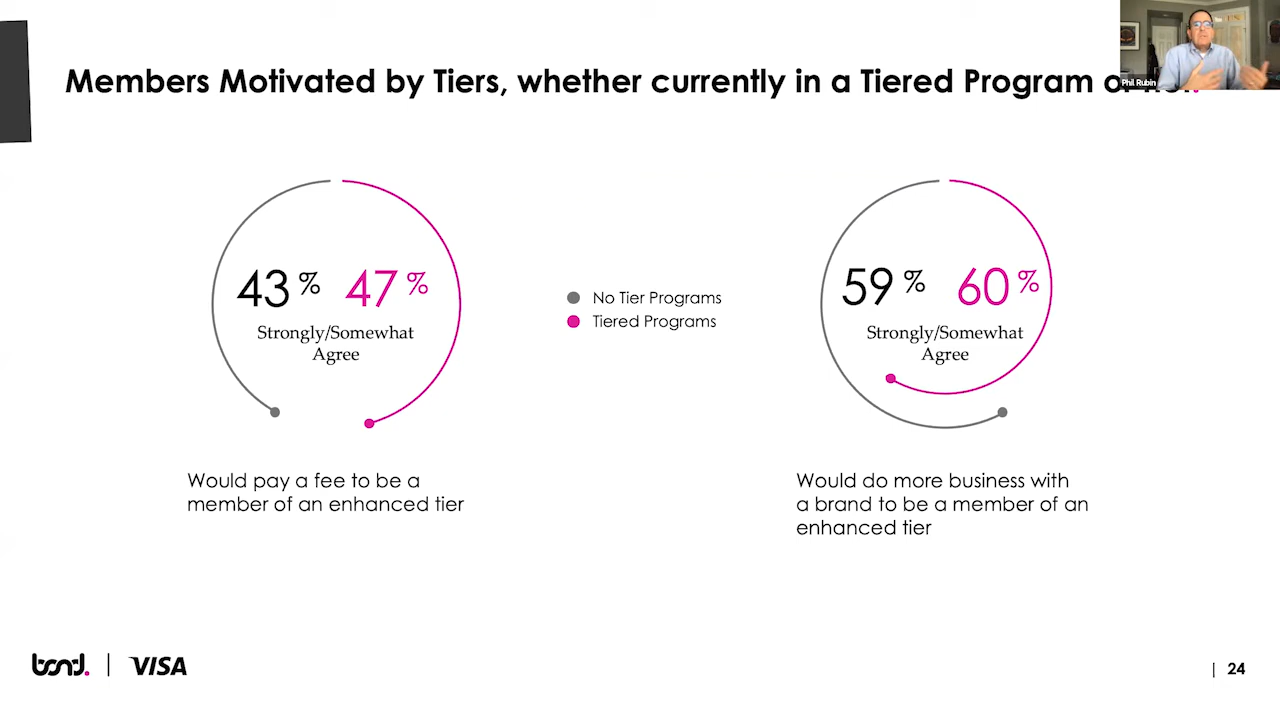 Members Motivated by Tiers, whether currently in a Tiered Program
Phil Rubin
43% 47%
Strongly/Somewhat
Agree
Would pay a fee to be a
member of an enhanced tier
No Tier Programs
Tiered Programs
59% 60%
Strongly/Somewhat
Agree
Would do more business with
a brand to be a member of an
enhanced tier
bond. | VISA
| 24